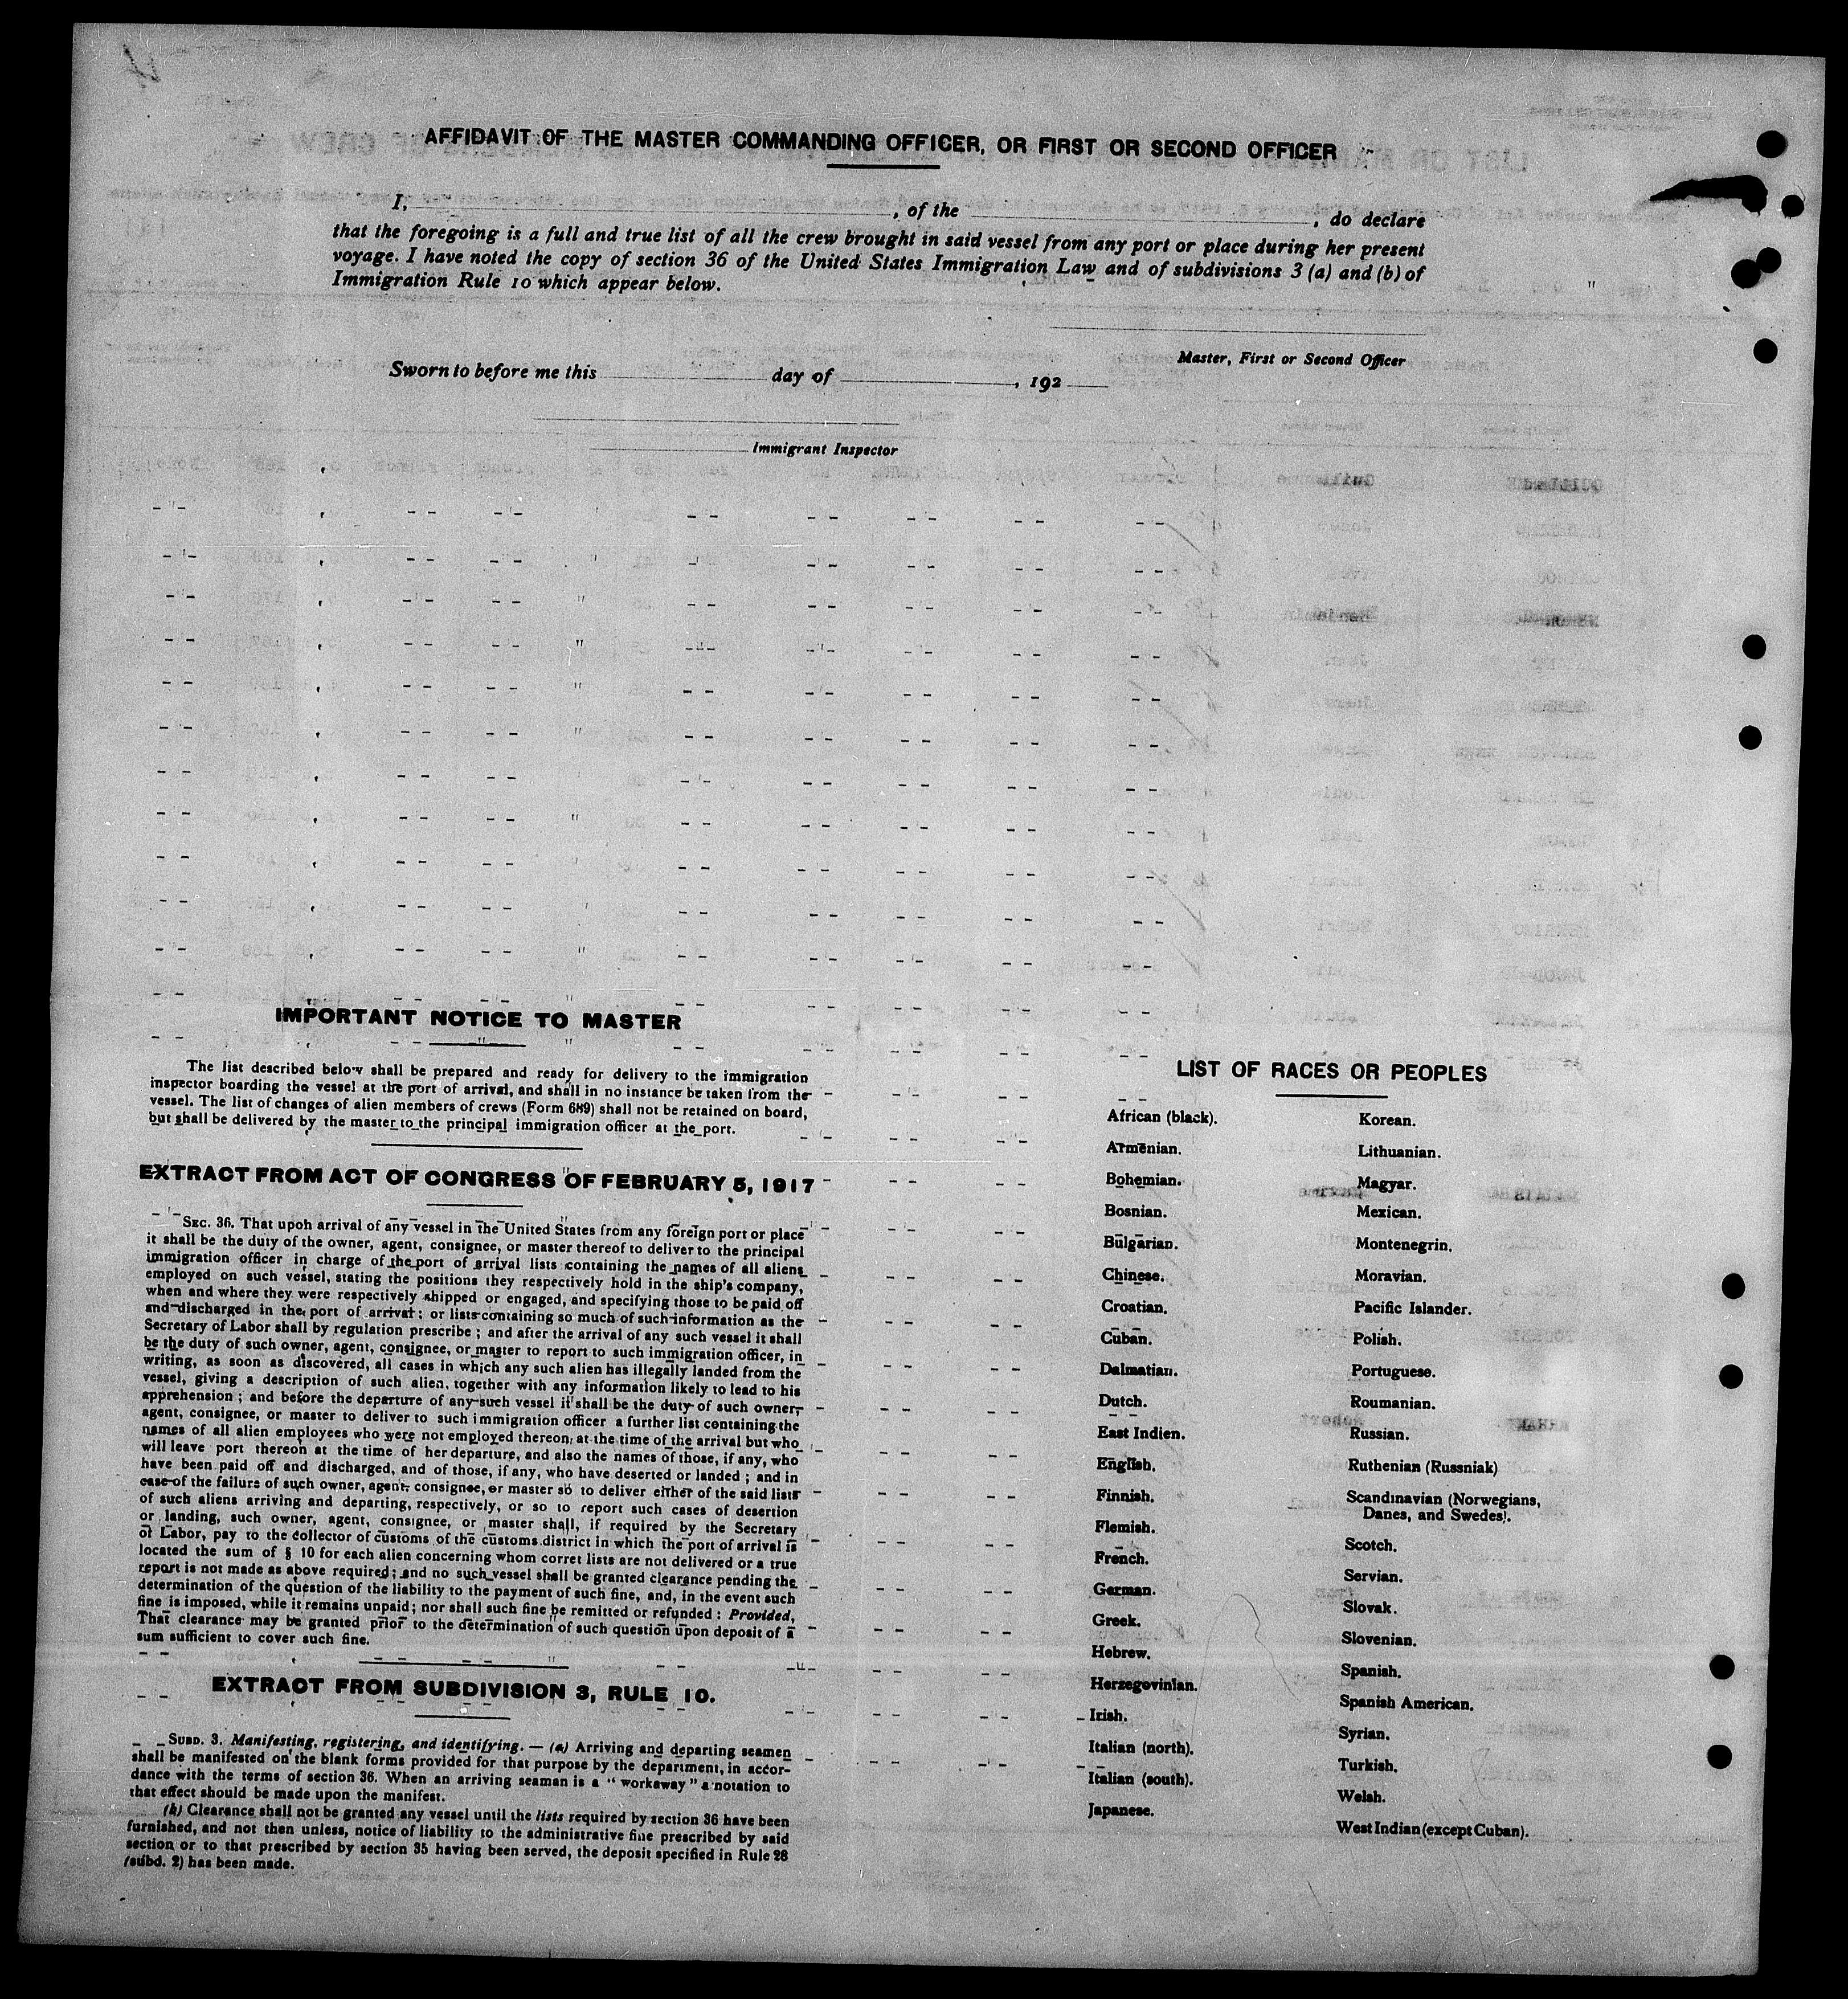 AFFIDAVIT OF THE MASTER COMMANDING OFFICER, OR FIRST OR SECOND OFFICER
I, , of the , do declare
that the foregoing is a full and true list of all the crew brought in said vessel from any port or place during her present
voyage. I have noted the copy of section 36 of the United States Immigration Law and of subdivisions 3 (a) and (b) of
Immigration Rule 10 which appear below.
Master, First or Second Officer
Sworn to before me this day of , 192
Immigrant Inspector
IMPORTANT NOTICE TO MASTER
The list described below shall be prepared and ready for delivery to the immigration
inspector boarding the vessel at the port of arrival, and shall in no instance be taken from the
vessel. The list of changes of alien members of crews (Form 689) shall not be retained on board,
but shall be delivered by the master to the principal immigration officer at the port.
EXTRACT FROM ACT OF CONGRESS OF FEBRUARY 5, 1917
SEC. 36. That upon arrival of any vessel in the United States from any foreign port or place
it shall be the duty of the owner, agent, consignee, or master thereof to deliver to the principal
immigration officer in charge of the port of arrival lists containing the names of all aliens
employed on such vessel, stating the positions they respectively hold in the ship's company,
when and where they were respectively shipped or engaged, and specifying those to be paid off
and discharged in the port of arrival; or lists containing so much of such information as the
Secretary of Labor shall by regulation prescribe; and after the arrival of any such vessel it shall
be the duty of such owner, agent, consignee, or master to report to such immigration officer, in
writing, as soon as discovered, all cases in which any such alien has illegally landed from the
vessel, giving a description of such alien, together with any information likely to lead to his
apprehension; and before the departure of any such vessel it shall be the duty of such owner,
agent, consignee, or master to deliver to such immigration officer a further list containing the
names of all alien employees who were not employed thereon at the time of the arrival but who
will leave port thereon at the time of her departure, and also the names of those, if any, who
have been paid off and discharged, and of those, if any, who have deserted or landed; and in
case of the failure of such owner, agent, consignee, or master so to deliver either of the said lists
of such aliens arriving and departing, respectively, or so to report such cases of desertion
or landing, such owner, agent, consignee, or master shall, if required by the Secretary
of Labor, pay to the collector of customs of the customs district in which the port of arrival is
located the sum of § 10 for each alien concerning whom corret lists are not delivered or a true
report is not made as above required; and no such vessel shall be granted clearance pending the
determination of the question of the liability to the payment of such fine, and, in the event such
fine is imposed, while it remains unpaid; nor shall such fine be remitted or refunded: Provided,
That clearance may be granted prior to the determination of such question upon deposit of a
sum sufficient to cover such fine.
EXTRACT FROM SUBDIVISION 3, RULE 10.
SUBD. 3. Manifesting, registering, and identifying. — (a) Arriving and departing seamen
shall be manifested on the blank forms provided for that purpose by the department, in accor-
dance with the terms of section 36. When an arriving seaman is a "workaway" a notation to
that effect should be made upon the manifest.
(b) Clearance shall not be granted any vessel until the lists required by section 36 have been
furnished, and not then unless, notice of liability to the administrative fine prescribed by said
section or to that prescribed by section 35 having been served, the deposit specified in Rule 28
(subd. 2) has been made.
LIST OF RACES OR PEOPLES
African (black).
Armenian.
Bohemian.
Bosnian.
Bulgarian.
Chinese.
Croatian.
Cuban.
Dalmatian.
Dutch.
East Indien.
English.
Finnish.
Flemish.
French.
German.
Greek.
Hebrew.
Herzegovinian.
Irish.
Italian (north).
Italian (south).
Japanese.
Korean.
Lithuanian.
Magyar.
Mexican.
Montenegrin.
Moravian.
Pacific Islander.
Polish.
Portuguese.
Roumanian.
Russian.
Ruthenian (Russniak)
Scandinavian (Norwegians,
Danes, and Swedes).
Scotch.
Servian.
Slovak.
Slovenian.
Spanish.
Spanish American.
Syrian.
Turkish.
Welsh.
West Indian (except Cuban).